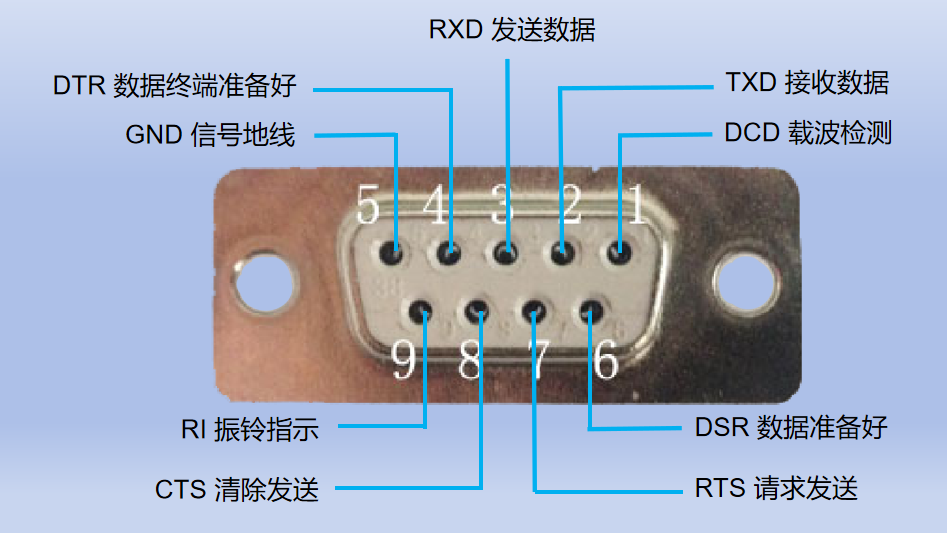 RXD 发送数据
DTR 数据终端准备好
TXD 接收数据
GND 信号地线
DCD 载波检测
5 4 3 2 1
9 8 7 6
RI 振铃指示
DSR 数据准备好
CTS 清除发送
RTS 请求发送